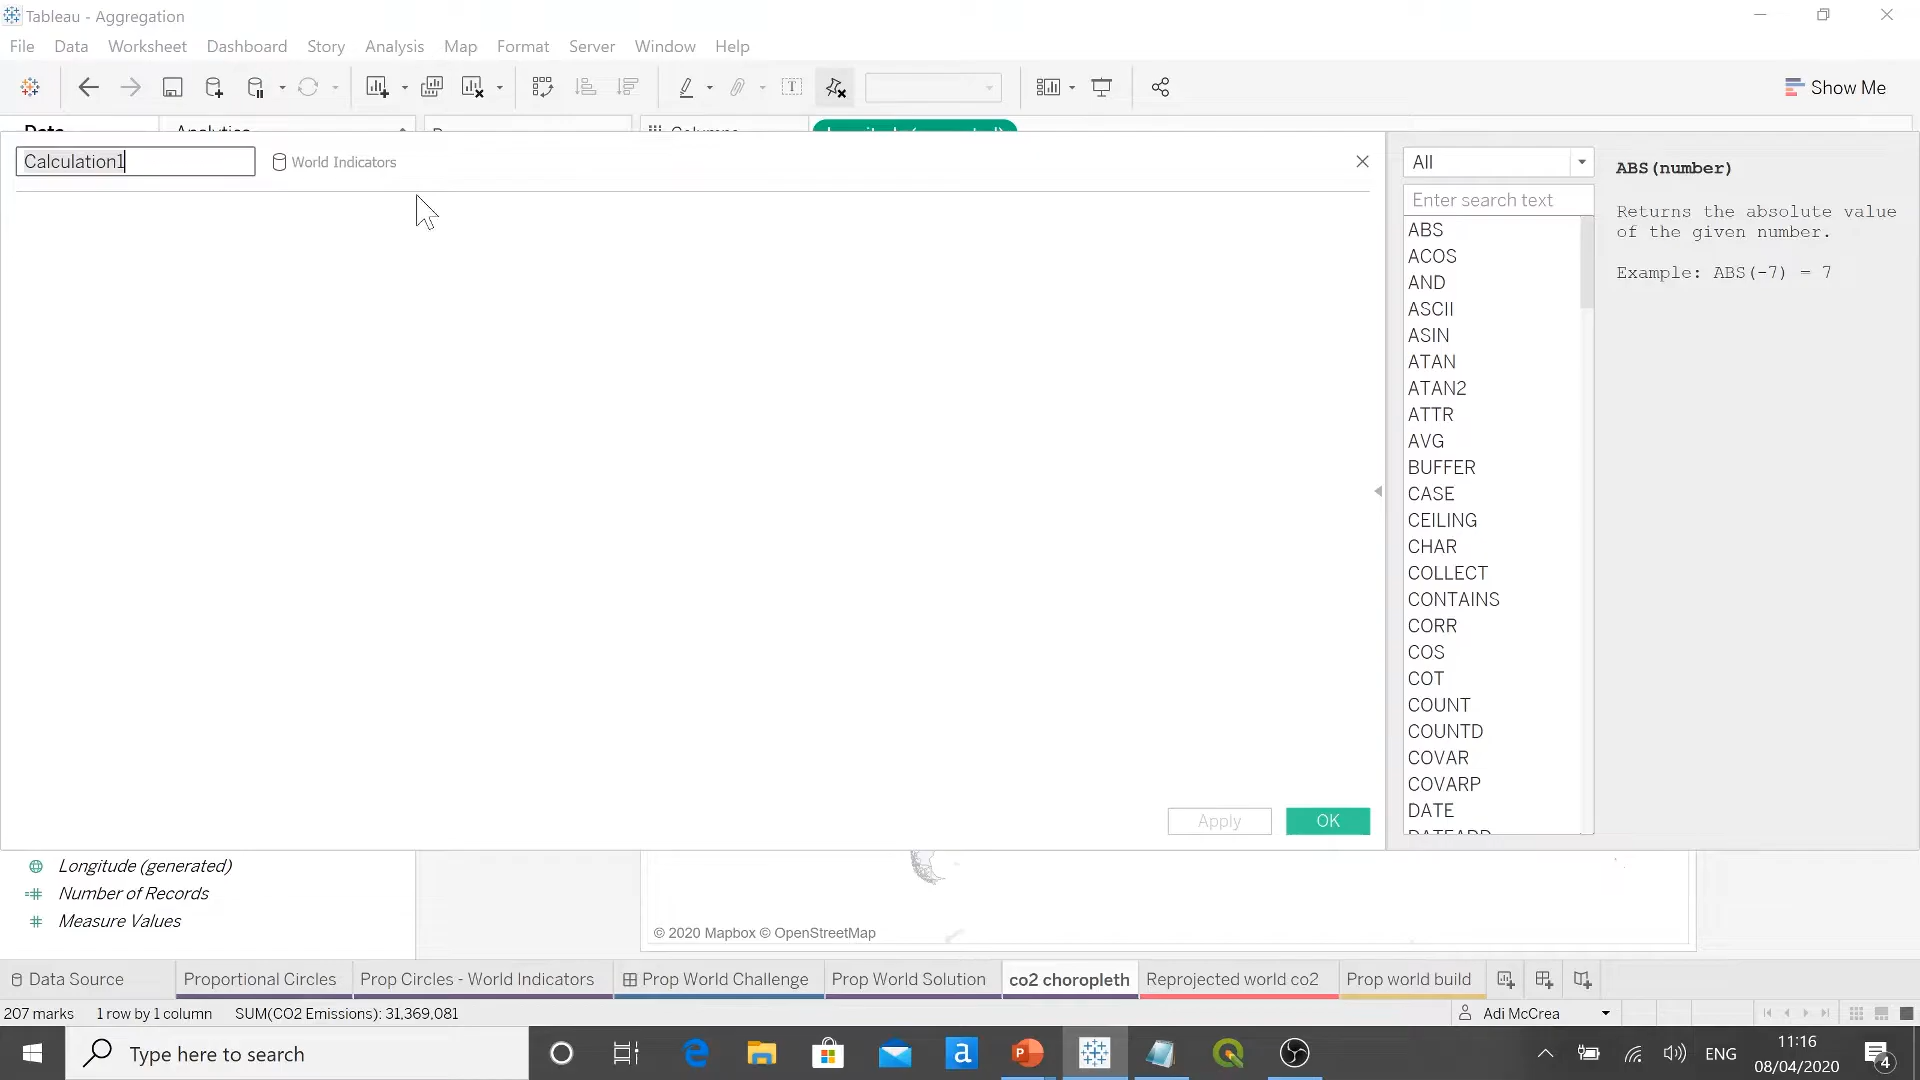 Tableau - Aggregation
File Data Worksheet Dashboard Story Analysis Map Format Server Window Help
Show Me
Calculation1
World Indicators
All
Enter search text
ABS
ACOS
AND
ASCII
ASIN
ATAN
ATAN2
ATTR
AVG
BUFFER
CASE
CEILING
CHAR
COLLECT
CONTAINS
CORR
COS
COT
COUNT
COUNTD
COVAR
COVARP
DATE
DATEADD
ABS(number)
Returns the absolute value
of the given number.
Example: ABS(-7) = 7
Apply OK
Longitude (generated)
Number of Records
Measure Values
© 2020 Mapbox © OpenStreetMap
Data Source Proportional Circles Prop Circles - World Indicators Prop World Challenge Prop World Solution co2 choropleth Reprojected world co2 Prop world build
207 marks 1 row by 1 column SUM(CO2 Emissions): 31,369,081 Adi McCrea
Type here to search
ENG
11:16
08/04/2020
4